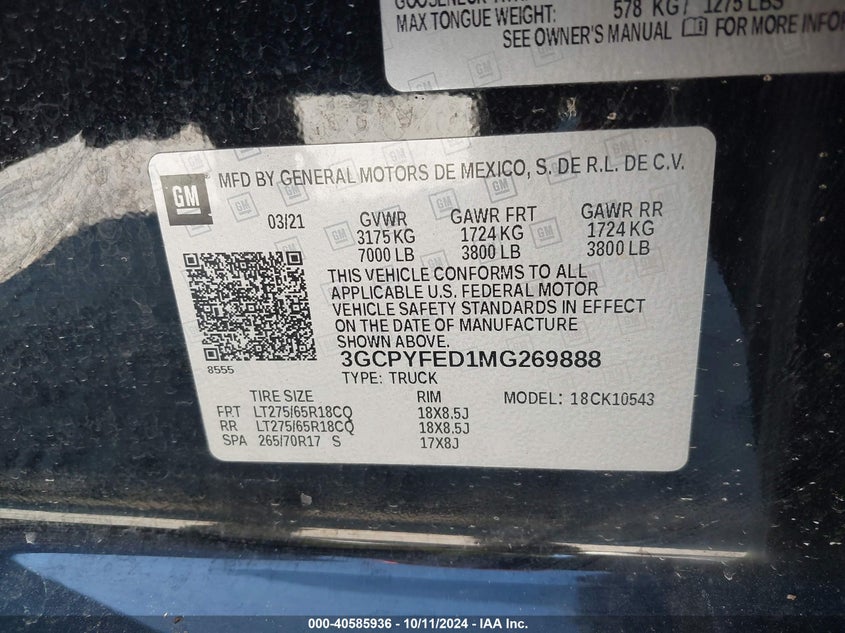 MAX TONGUE WEIGHT: 578 KG / 1275 LBS
SEE OWNER'S MANUAL FOR MORE INFOR
GM
MFD BY GENERAL MOTORS DE MEXICO, S. DE R.L. DE C.V.
03/21 GVWR GAWR FRT GAWR RR
3175 KG 1724 KG 1724 KG
7000 LB 3800 LB 3800 LB
THIS VEHICLE CONFORMS TO ALL
APPLICABLE U.S. FEDERAL MOTOR
VEHICLE SAFETY STANDARDS IN EFFECT
ON THE DATE OF MANUFACTURE
SHOWN ABOVE.
3GCPYFED1MG269888
8555
TYPE: TRUCK
TIRE SIZE RIM MODEL: 18CK10543
FRT LT275/65R18CQ 18X8.5J
RR LT275/65R18CQ 18X8.5J
SPA 265/70R17 S 17X8J
000-40585936 - 10/11/2024 - IAA Inc.